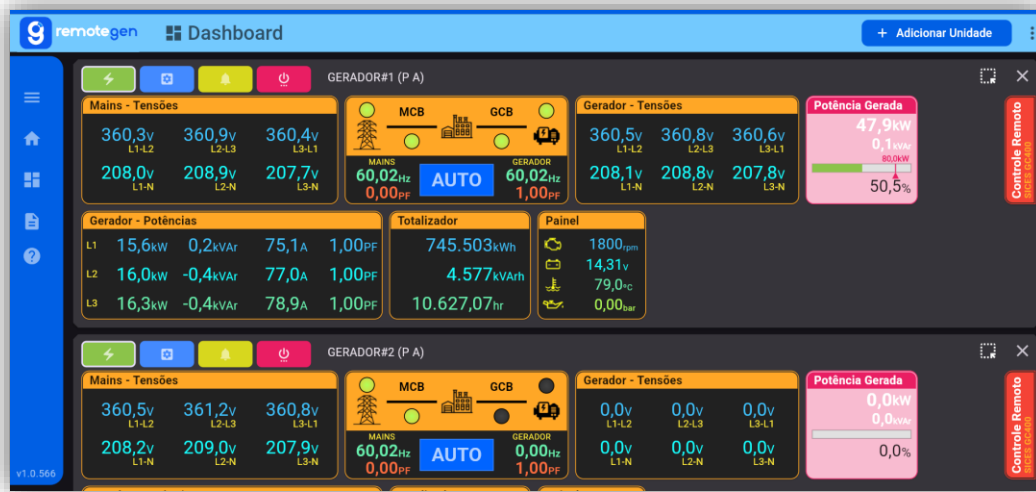 remotegen Dashboard + Adicionar Unidade
GERADOR#1 (P A)
Mains - Tensões
360,3v 360,9v 360,4v
L1-L2 L2-L3 L3-L1
208,0v 208,9v 207,7v
L1-N L2-N L3-N
MCB GCB
MAINS GERADOR
60,02Hz AUTO 60,02Hz
0,00PF 1,00PF
Gerador - Tensões
360,5v 360,8v 360,6v
L1-L2 L2-L3 L3-L1
208,1v 208,8v 207,8v
L1-N L2-N L3-N
Potência Gerada
47,9kW
0,1kVAr
80,0kW
50,5%
Controle Remoto
SICES GC400
Gerador - Potências
L1 15,6kW 0,2kVAr 75,1A 1,00PF
L2 16,0kW -0,4kVAr 77,0A 1,00PF
L3 16,3kW -0,4kVAr 78,9A 1,00PF
Totalizador
745.503kWh
4.577kVArh
10.627,07hr
Painel
1800rpm
14,31v
79,0°C
0,00bar
GERADOR#2 (P A)
Mains - Tensões
360,5v 361,2v 360,8v
L1-L2 L2-L3 L3-L1
208,2v 209,0v 207,9v
L1-N L2-N L3-N
MCB GCB
MAINS GERADOR
60,02Hz AUTO 0,00Hz
0,00PF 1,00PF
Gerador - Tensões
0,0v 0,0v 0,0v
L1-L2 L2-L3 L3-L1
0,0v 0,0v 0,0v
L1-N L2-N L3-N
Potência Gerada
0,0kW
0,0kVAr
0,0%
Controle Remoto
SICES GC400
v1.0.566